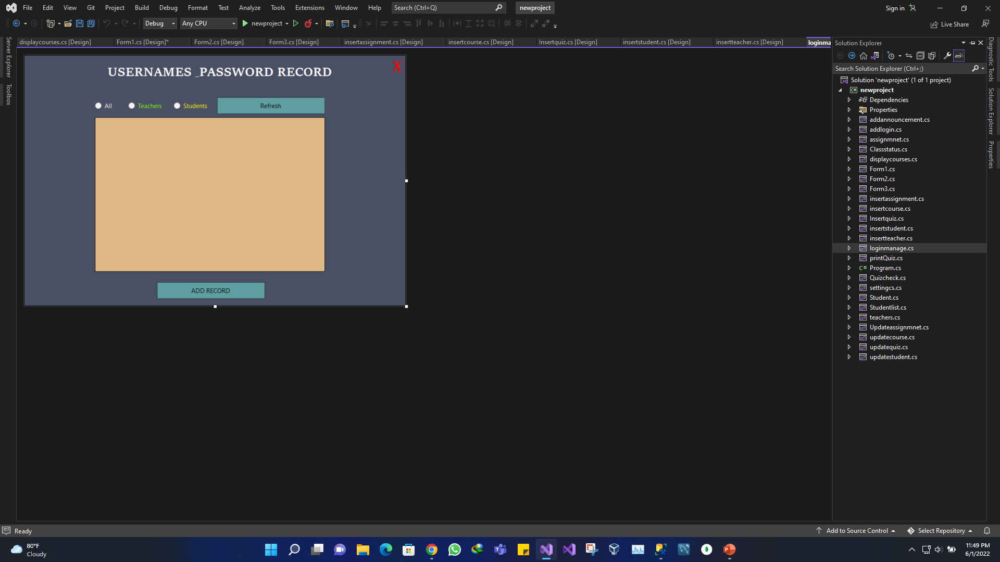 File Edit View Git Project Build Debug Format Test Analyze Tools Extensions Window Help Search (Ctrl+Q) newproject Sign in
Debug Any CPU newproject Live Share
Server Explorer
Toolbox
displaycourses.cs [Design] Form1.cs [Design]* Form2.cs [Design] Form3.cs [Design] insertassignment.cs [Design] insertcourse.cs [Design] Insertquiz.cs [Design] insertstudent.cs [Design] insertteacher.cs [Design] loginma
USERNAMES _PASSWORD RECORD
X
All Teachers Students Refresh
ADD RECORD
Solution Explorer
Search Solution Explorer (Ctrl+;)
Solution 'newproject' (1 of 1 project)
C# newproject
Dependencies
Properties
addannouncement.cs
addlogin.cs
assignmnet.cs
Classstatus.cs
displaycourses.cs
Form1.cs
Form2.cs
Form3.cs
insertassignment.cs
insertcourse.cs
Insertquiz.cs
insertstudent.cs
insertteacher.cs
loginmanage.cs
printQuiz.cs
C# Program.cs
Quizcheck.cs
settingcs.cs
Student.cs
Studentlist.cs
teachers.cs
Updateassignmnet.cs
updatecourse.cs
updatequiz.cs
updatestudent.cs
Diagnostic Tools
Solution Explorer
Properties
Ready Add to Source Control Select Repository
80°F
Cloudy
11:49 PM
6/1/2022